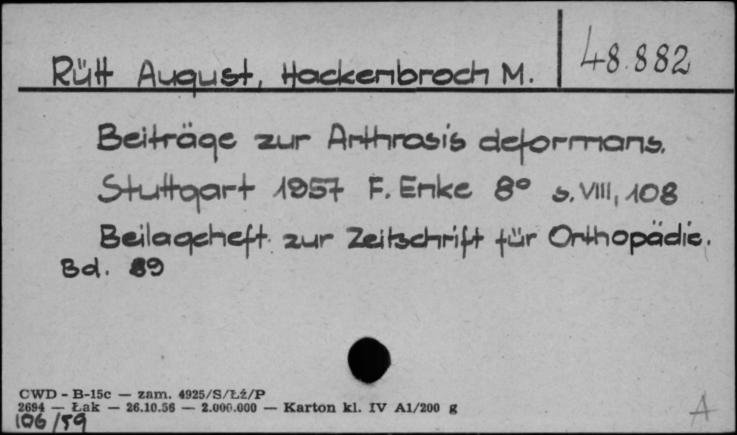 48.882
Rütt August, Hackenbroch M.
Beiträge zur Arthrosis deformans.
Stuttgart 1957 F. Enke 8° s. VIII, 108
Beilageheft zur Zeitschrift für Orthopädie.
Bd. 89
CWD - B-15c — zam. 4925/S/Łż/P
2694 — Łak — 26.10.56 — 2.000.000 — Karton kl. IV A1/200 g
106/59
A